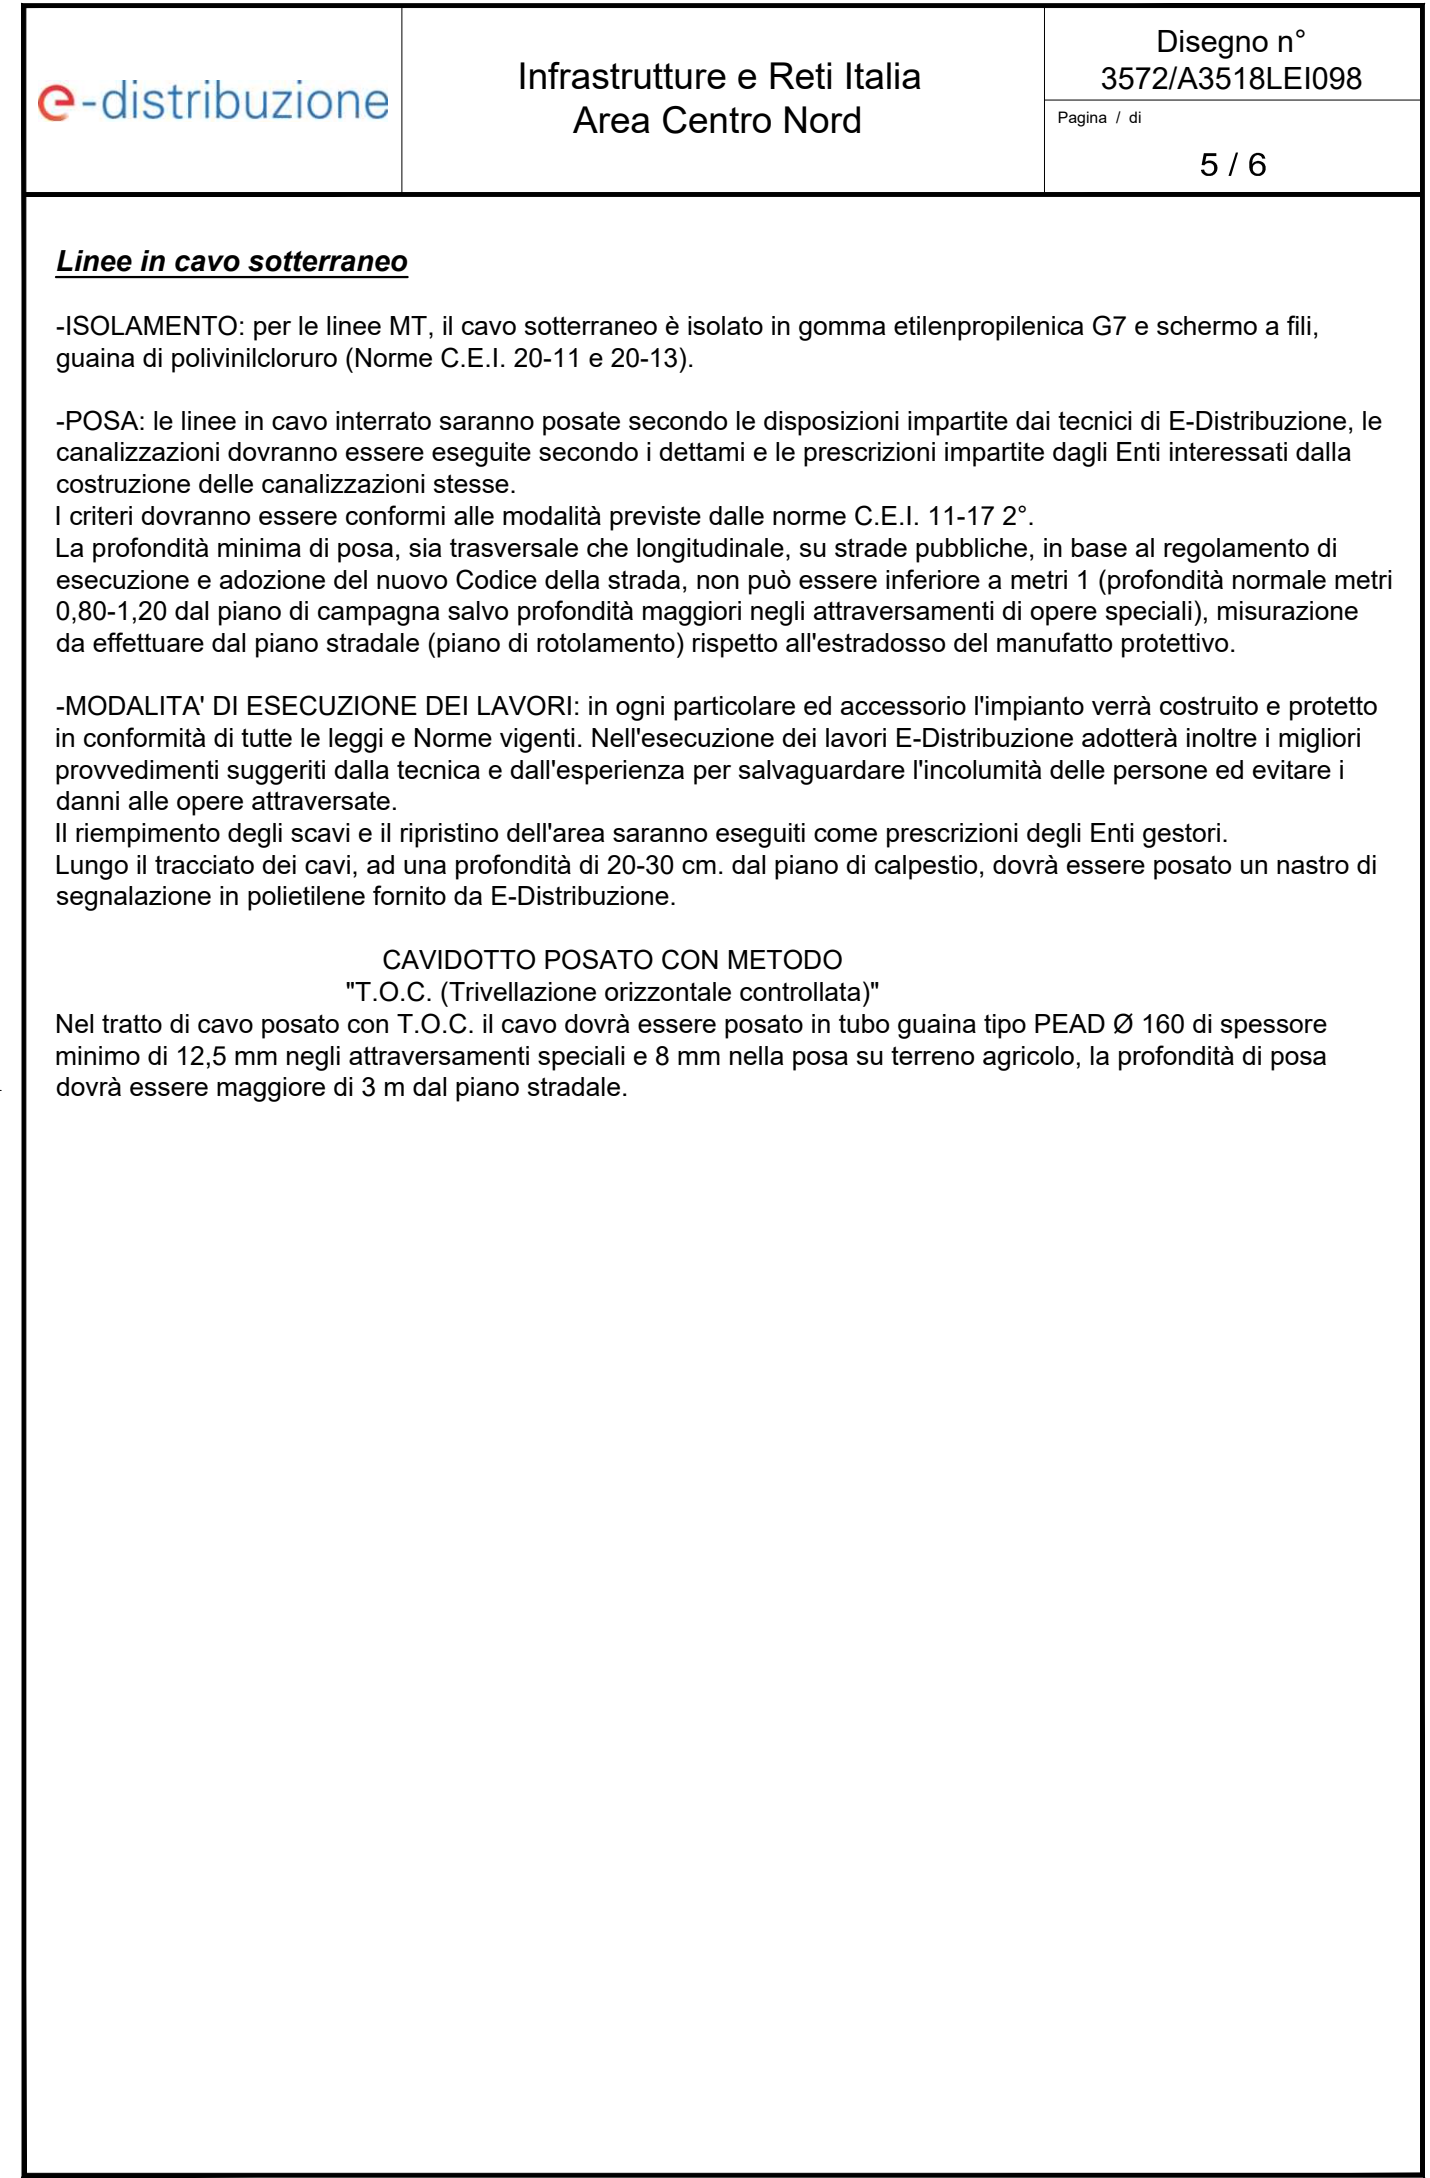 e-distribuzione
Infrastrutture e Reti Italia
Area Centro Nord
Disegno n°
3572/A3518LEI098
Pagina / di
5 / 6
Linee in cavo sotterraneo
-ISOLAMENTO: per le linee MT, il cavo sotterraneo è isolato in gomma etilenpropilenica G7 e schermo a fili,
guaina di polivinilcloruro (Norme C.E.I. 20-11 e 20-13).
-POSA: le linee in cavo interrato saranno posate secondo le disposizioni impartite dai tecnici di E-Distribuzione, le
canalizzazioni dovranno essere eseguite secondo i dettami e le prescrizioni impartite dagli Enti interessati dalla
costruzione delle canalizzazioni stesse.
I criteri dovranno essere conformi alle modalità previste dalle norme C.E.I. 11-17 2°.
La profondità minima di posa, sia trasversale che longitudinale, su strade pubbliche, in base al regolamento di
esecuzione e adozione del nuovo Codice della strada, non può essere inferiore a metri 1 (profondità normale metri
0,80-1,20 dal piano di campagna salvo profondità maggiori negli attraversamenti di opere speciali), misurazione
da effettuare dal piano stradale (piano di rotolamento) rispetto all'estradosso del manufatto protettivo.
-MODALITA' DI ESECUZIONE DEI LAVORI: in ogni particolare ed accessorio l'impianto verrà costruito e protetto
in conformità di tutte le leggi e Norme vigenti. Nell'esecuzione dei lavori E-Distribuzione adotterà inoltre i migliori
provvedimenti suggeriti dalla tecnica e dall'esperienza per salvaguardare l'incolumità delle persone ed evitare i
danni alle opere attraversate.
Il riempimento degli scavi e il ripristino dell'area saranno eseguiti come prescrizioni degli Enti gestori.
Lungo il tracciato dei cavi, ad una profondità di 20-30 cm. dal piano di calpestio, dovrà essere posato un nastro di
segnalazione in polietilene fornito da E-Distribuzione.
CAVIDOTTO POSATO CON METODO
"T.O.C. (Trivellazione orizzontale controllata)"
Nel tratto di cavo posato con T.O.C. il cavo dovrà essere posato in tubo guaina tipo PEAD Ø 160 di spessore
minimo di 12,5 mm negli attraversamenti speciali e 8 mm nella posa su terreno agricolo, la profondità di posa
dovrà essere maggiore di 3 m dal piano stradale.